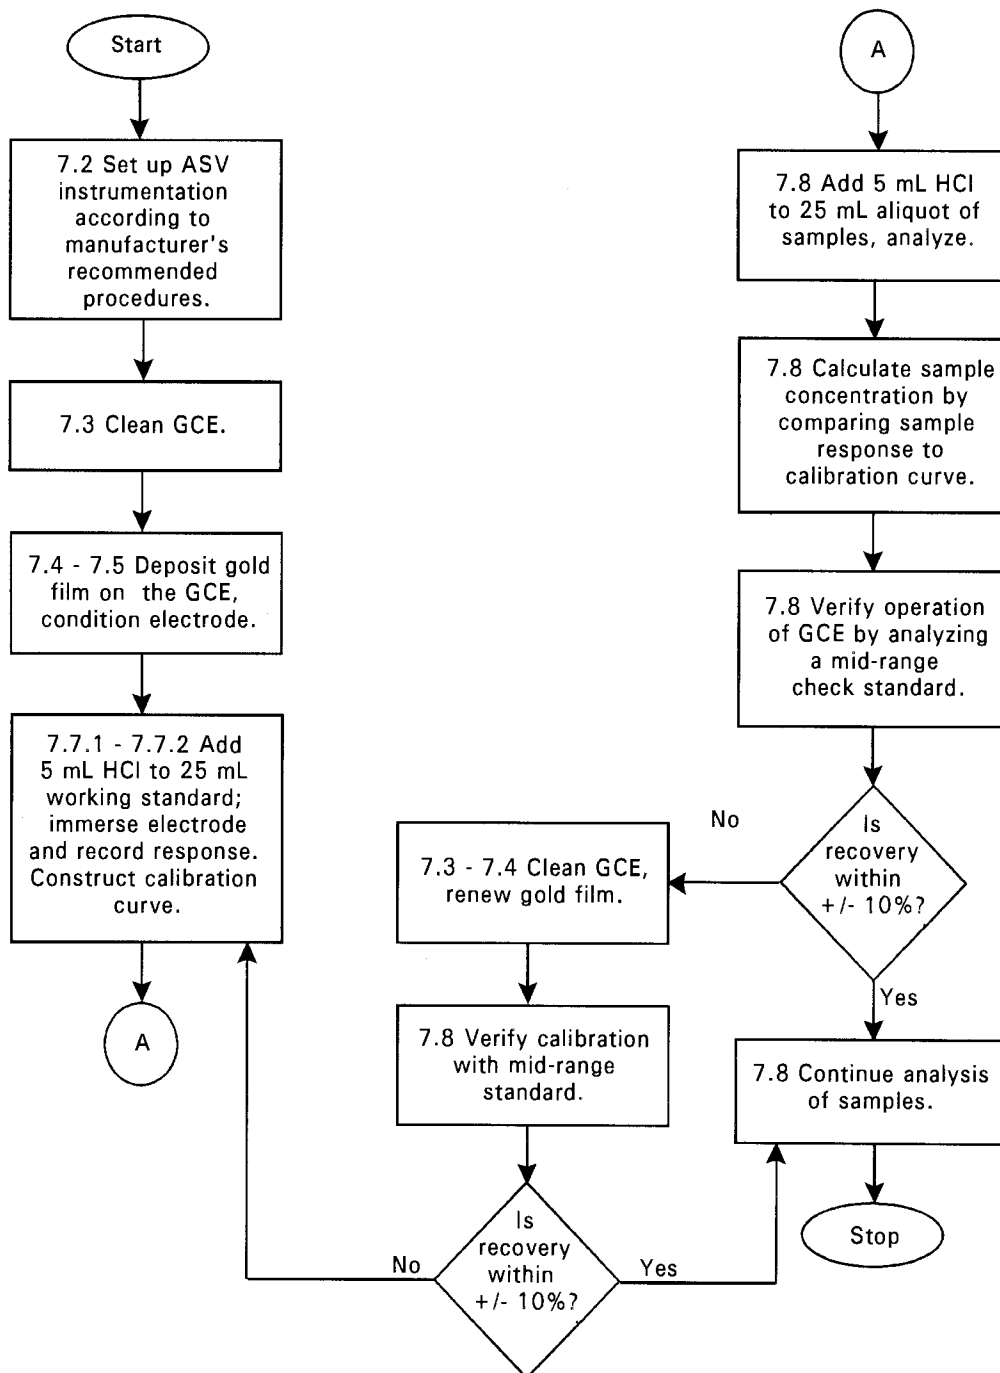 Start
7.2 Set up ASV
instrumentation
according to
manufacturer's
recommended
procedures.
7.3 Clean GCE.
7.4 - 7.5 Deposit gold
film on the GCE,
condition electrode.
7.7.1 - 7.7.2 Add
5 mL HCl to 25 mL
working standard;
immerse electrode
and record response.
Construct calibration
curve.
A
A
7.8 Add 5 mL HCl
to 25 mL aliquot of
samples, analyze.
7.8 Calculate sample
concentration by
comparing sample
response to
calibration curve.
7.8 Verify operation
of GCE by analyzing
a mid-range
check standard.
Is
recovery
within
+/- 10%?
No
Yes
7.3 - 7.4 Clean GCE,
renew gold film.
7.8 Verify calibration
with mid-range
standard.
Is
recovery
within
+/- 10%?
No
Yes
7.8 Continue analysis
of samples.
Stop